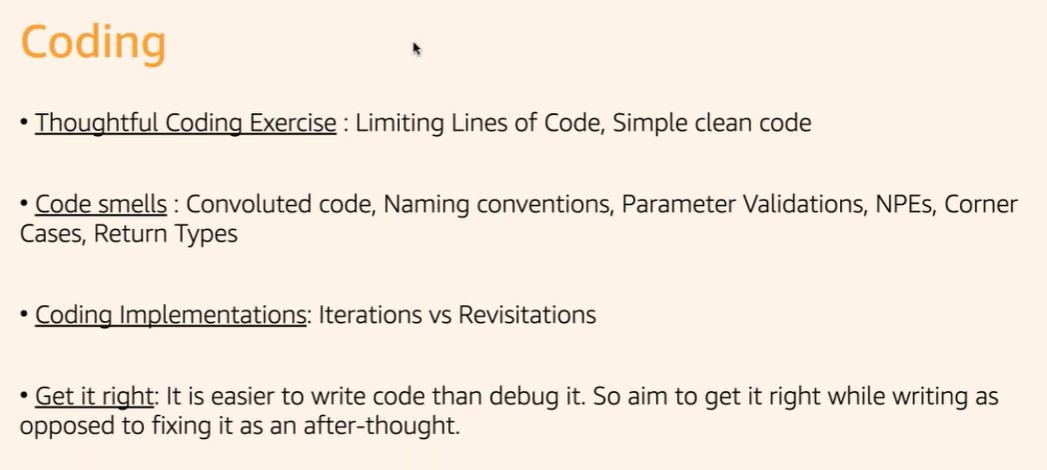 Coding
• Thoughtful Coding Exercise : Limiting Lines of Code, Simple clean code
• Code smells : Convoluted code, Naming conventions, Parameter Validations, NPEs, Corner
Cases, Return Types
• Coding Implementations: Iterations vs Revisitations
• Get it right: It is easier to write code than debug it. So aim to get it right while writing as
opposed to fixing it as an after-thought.